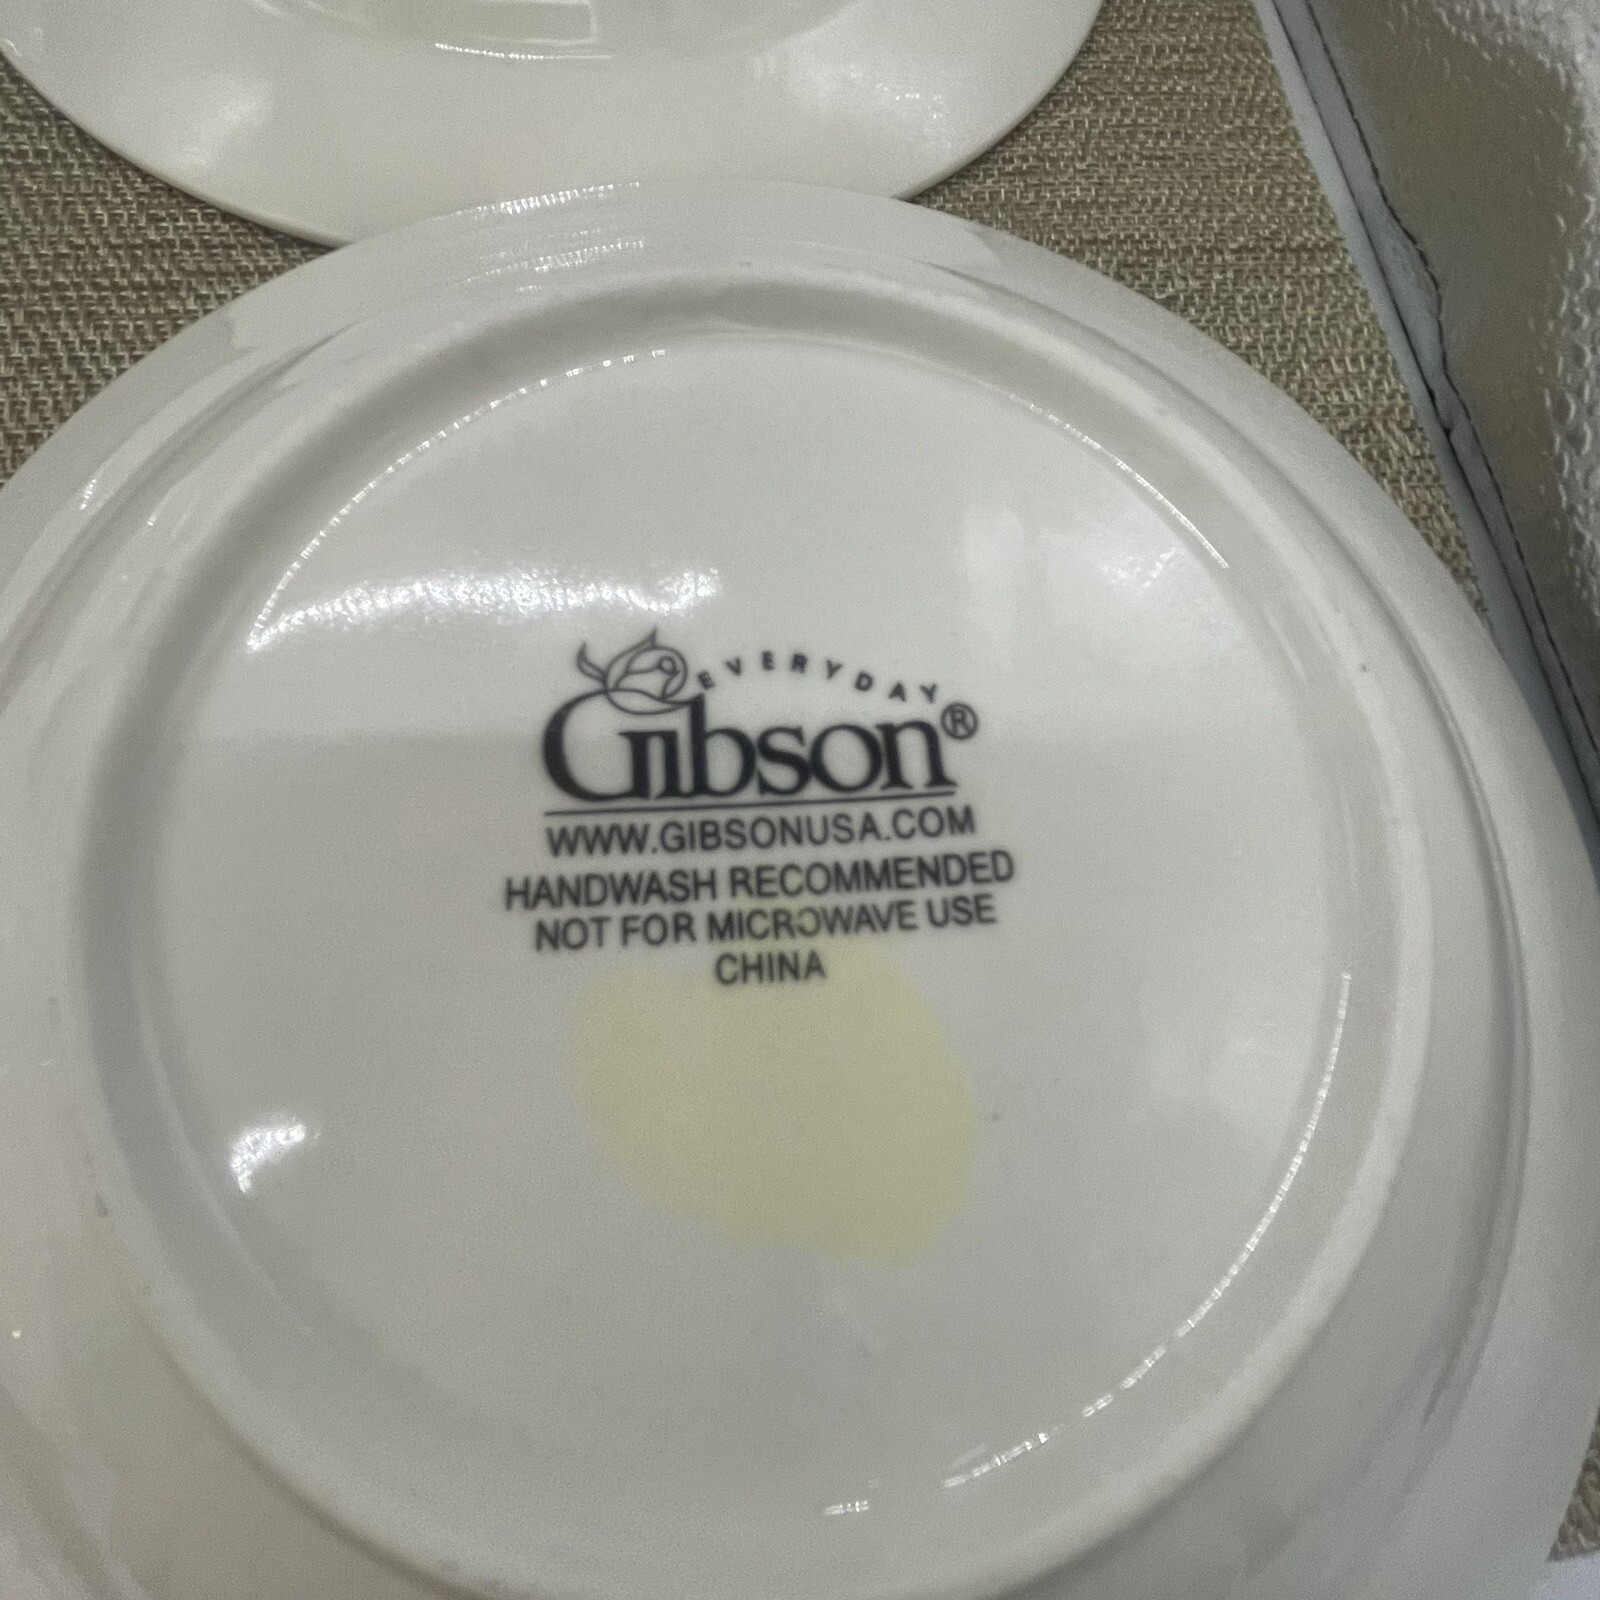 EVERYDAY
Gibson®
WWW.GIBSONUSA.COM
HANDWASH RECOMMENDED
NOT FOR MICROWAVE USE
CHINA